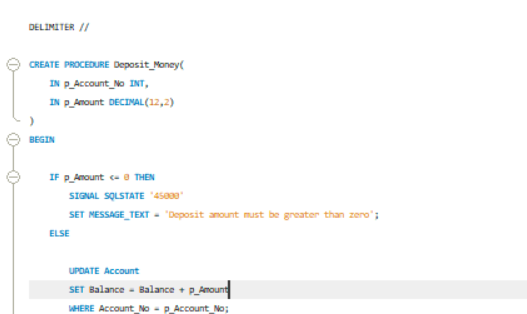 DELIMITER //
CREATE PROCEDURE Deposit_Money(
IN p_Account_No INT,
IN p_Amount DECIMAL(12,2)
)
BEGIN
IF p_Amount <= 0 THEN
SIGNAL SQLSTATE '45000'
SET MESSAGE_TEXT = 'Deposit amount must be greater than zero';
ELSE
UPDATE Account
SET Balance = Balance + p_Amount
WHERE Account_No = p_Account_No;